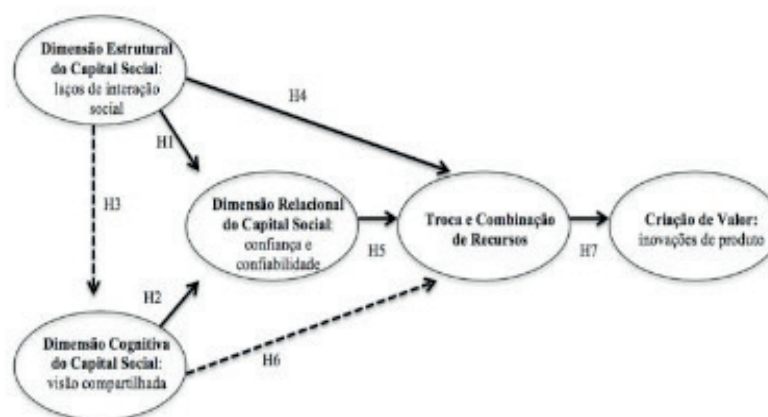 Dimensão Estrutural
do Capital Social:
laços de interação
social
H4
H1
H3
Dimensão Relacional
do Capital Social:
confiança e
confiabilidade
H5
Troca e Combinação
de Recursos
H7
Criação de Valor:
inovações de produto
H2
Dimensão Cognitiva
do Capital Social:
visão compartilhada
H6